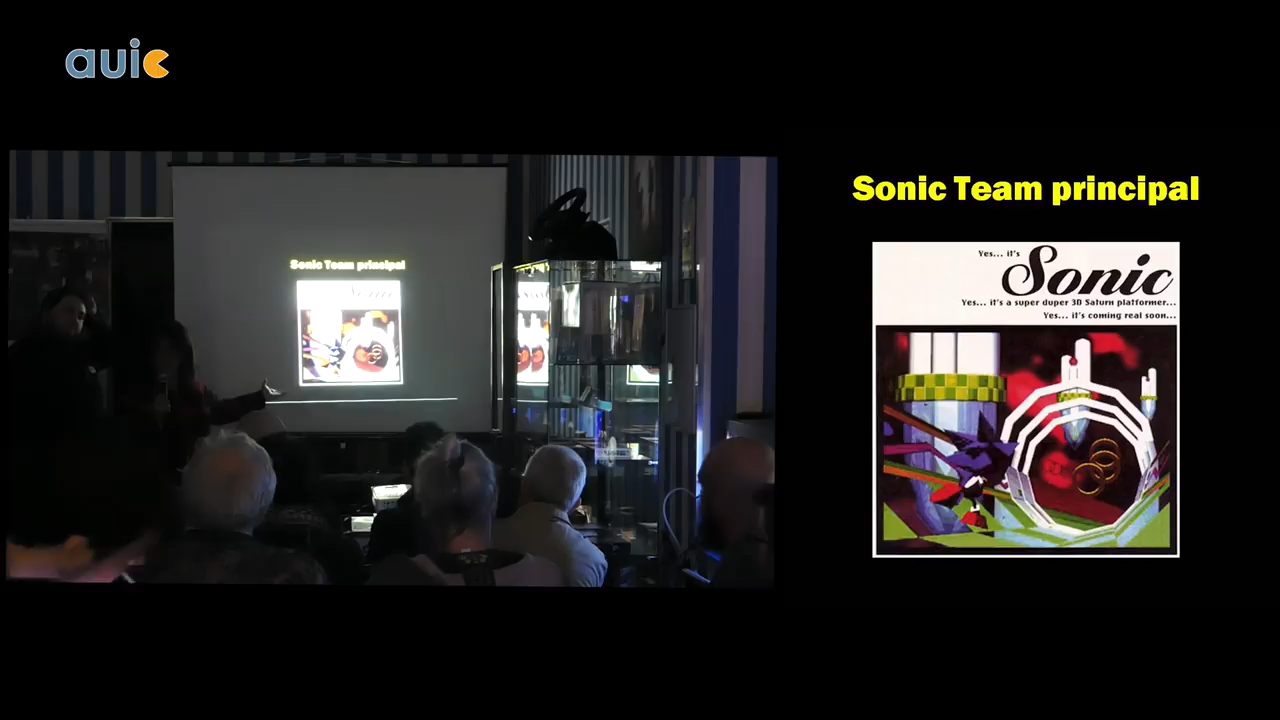 auic
Sonic Team principal
Sonic Team principal
Sonic
Yes... it's
Sonic
Yes... it's a super duper 3D Saturn platformer...
Yes... it's coming real soon...